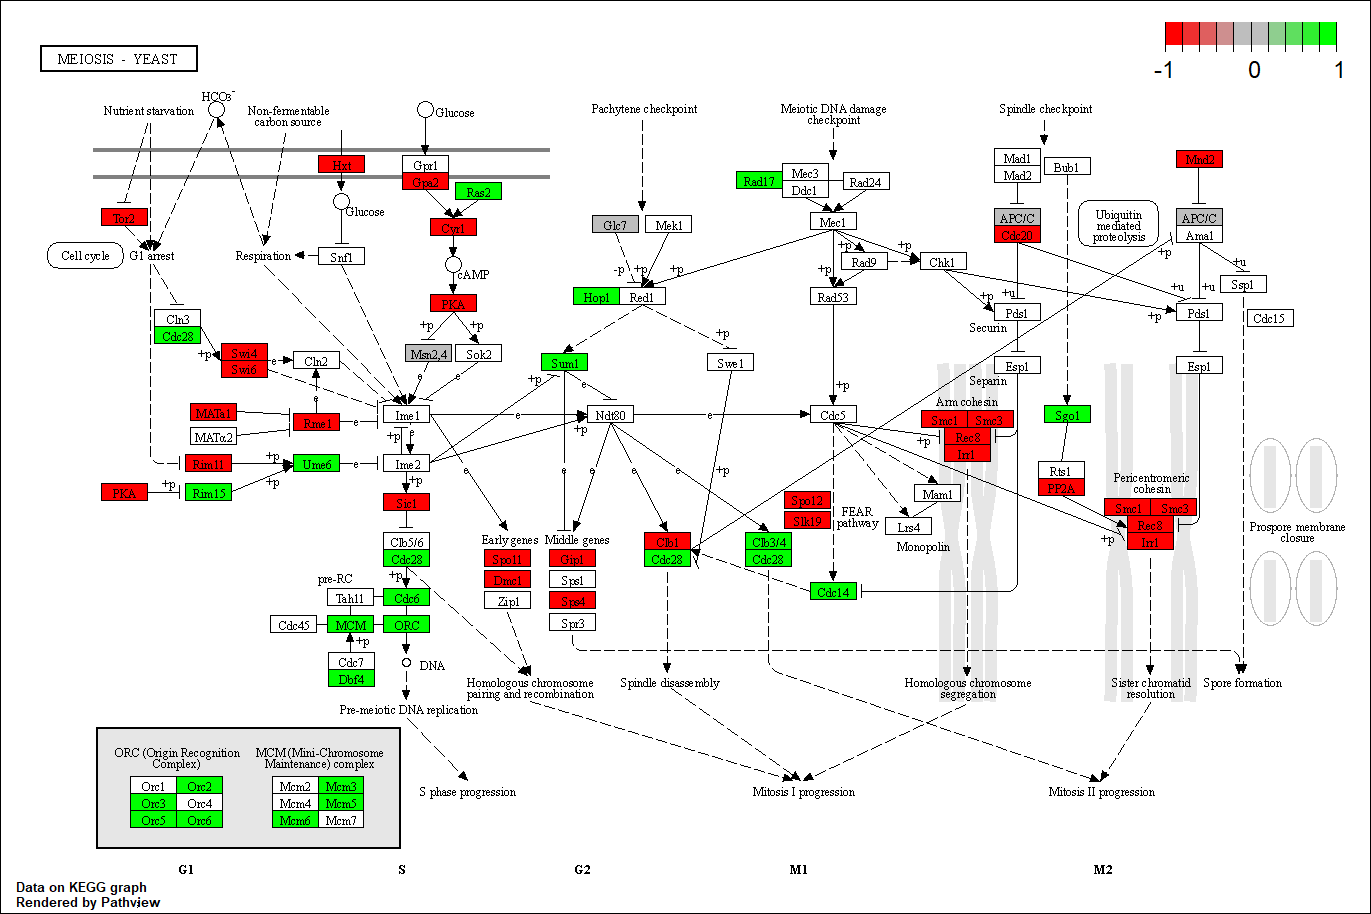 MEIOSIS - YEAST
-1
0
1
Nutrient starvation
HCO3-
Non-fermentable
carbon source
Glucose
Pachytene checkpoint
Meiotic DNA damage
checkpoint
Spindle checkpoint
Hxt
Gpr1
Gpa2
Ras2
Tor2
Glucose
Cyr1
Cell cycle
G1 arrest
Respiration
Snf1
cAMP
PKA
+p
Msn2,4
Sok2
e
e
Cln3
Cdc28
+p
Swi4
Swi6
e
Cln2
e
MATa1
MATα2
Rme1
e
Ime1
+p
e
Ime2
Rim11
+p
Ume6
e
PKA
+p
Rim15
+p
+p
Sic1
Clb5/6
Cdc28
+p
pre-RC
Tah11
Cdc6
Cdc45
MCM
ORC
+p
Cdc7
Dbf4
DNA
Pre-meiotic DNA replication
S phase progression
Glc7
Mek1
-p
+p
+p
Hop1
Red1
+p
Sum1
+p
e
Swe1
e
Ndt80
+p
e
e
e
e
e
e
+p
Early genes
Middle genes
Spo11
Dmc1
Zip1
Gip1
Sps1
Sps4
Spr3
Clb1
Cdc28
Clb3/4
Cdc28
Homologous chromosome
pairing and recombination
Spindle disassembly
Rad17
Mec3
Ddc1
Rad24
Mec1
+p
+p
+p
Rad9
Chk1
Rad53
+p
Cdc5
+p
Spo12
Slk19
FEAR
pathway
Mam1
Lrs4
Monopolin
Cdc14
Mad1
Mad2
Bub1
Mnd2
APC/C
Cdc20
Ubiquitin
mediated
proteolysis
APC/C
Ama1
+p
+u
+u
+u
+u
Ssp1
+p
+p
Pds1
Securin
Pds1
Cdc15
Esp1
Separin
Esp1
Arm cohesin
Smc1
Smc3
Rec8
Irr1
Sgo1
Rts1
PP2A
Pericentromeric
cohesin
Smc1
Smc3
Rec8
Irr1
+p
Prospore membrane
closure
Homologous chromosome
segregation
Sister chromatid
resolution
Spore formation
Mitosis I progression
Mitosis II progression
ORC (Origin Recognition
Complex)
MCM (Mini-Chromosome
Maintenance) complex
Orc1
Orc2
Mcm2
Mcm3
Orc3
Orc4
Mcm4
Mcm5
Orc5
Orc6
Mcm6
Mcm7
G1
S
G2
M1
M2
Data on KEGG graph
Rendered by Pathview